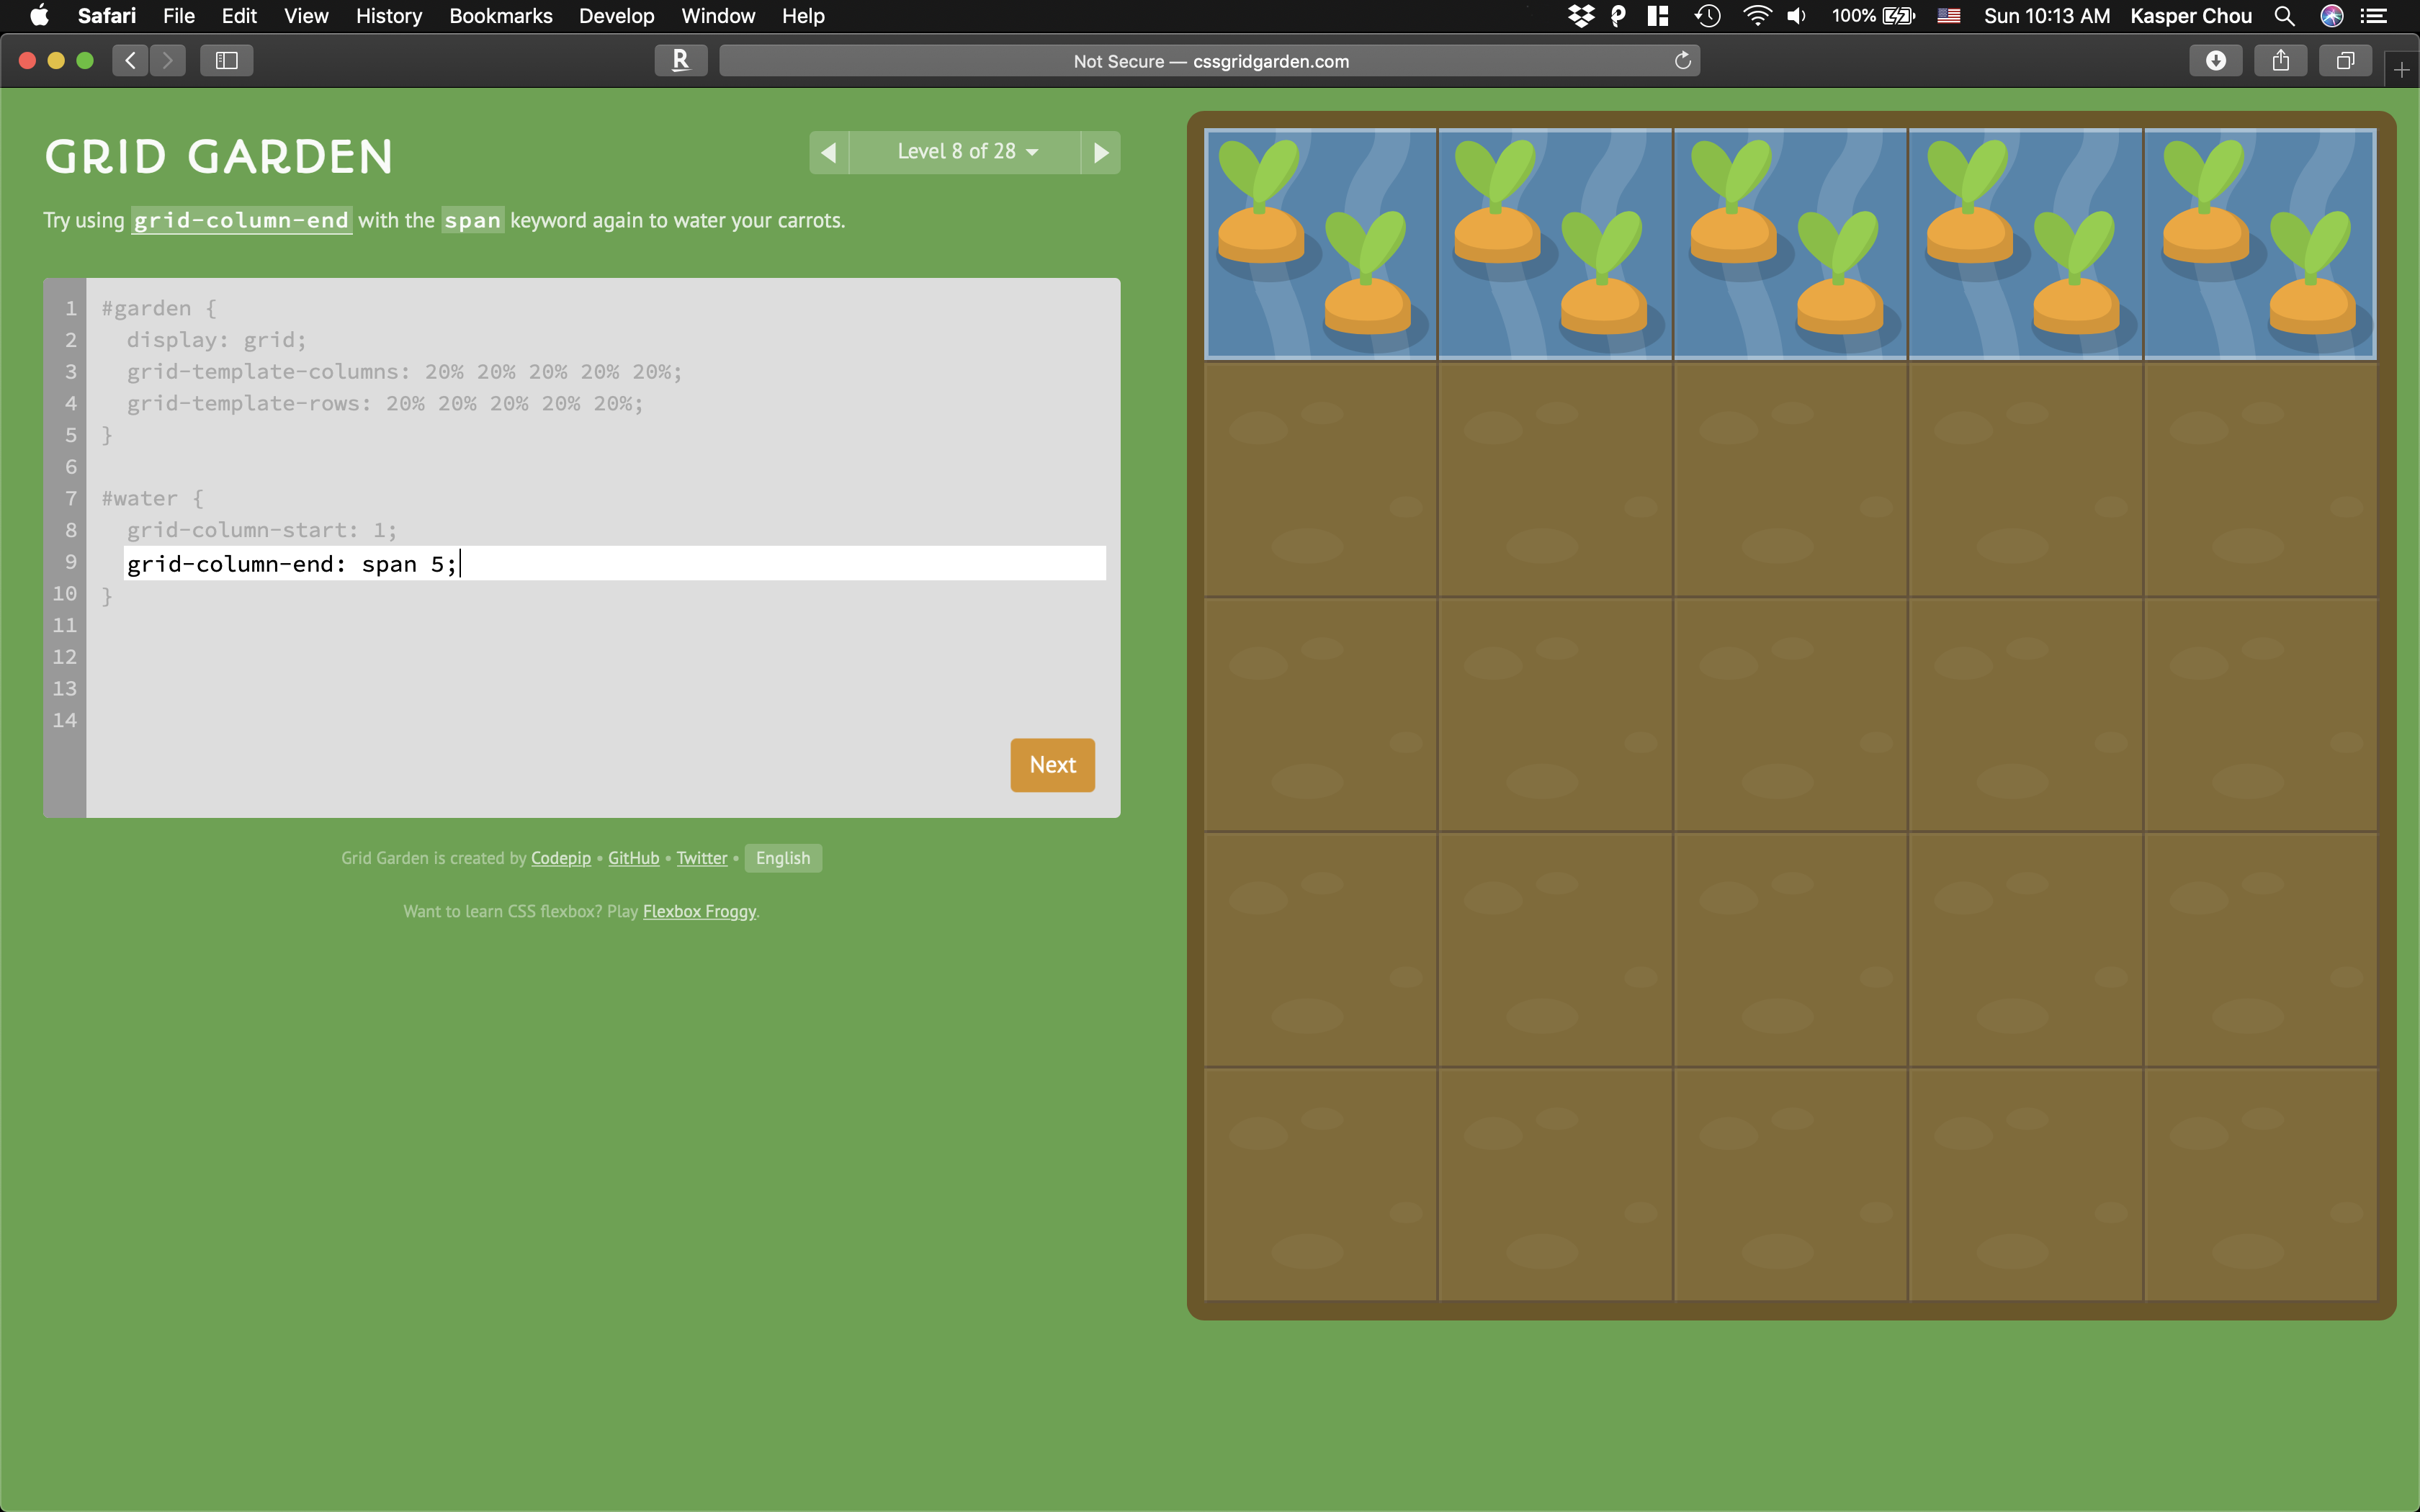 Safari File Edit View History Bookmarks Develop Window Help 100% Sun 10:13 AM Kasper Chou
R Not Secure — cssgridgarden.com
GRID GARDEN
Level 8 of 28
Try using grid-column-end with the span keyword again to water your carrots.
1 #garden {
2 display: grid;
3 grid-template-columns: 20% 20% 20% 20% 20%;
4 grid-template-rows: 20% 20% 20% 20% 20%;
5 }
6
7 #water {
8 grid-column-start: 1;
9 grid-column-end: span 5;
10 }
11
12
13
14
Next
Grid Garden is created by Codepip • GitHub • Twitter • English
Want to learn CSS flexbox? Play Flexbox Froggy.